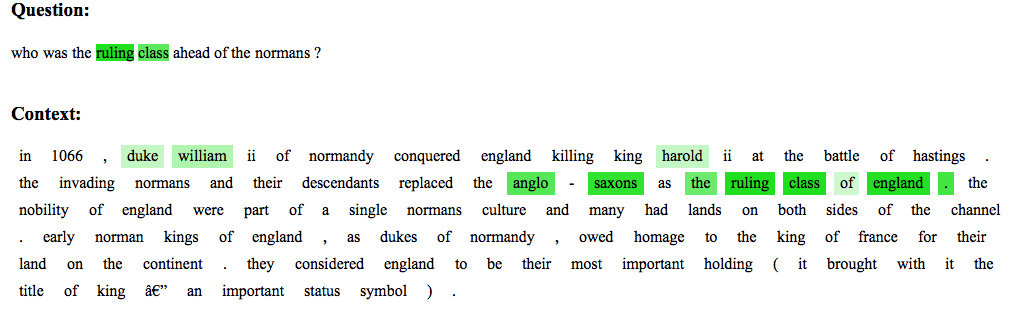 Question:
who was the ruling class ahead of the normans ?
Context:
in 1066 , duke william ii of normandy conquered england killing king harold ii at the battle of hastings .
the invading normans and their descendants replaced the anglo - saxons as the ruling class of england . the
nobility of england were part of a single normans culture and many had lands on both sides of the channel
. early norman kings of england , as dukes of normandy , owed homage to the king of france for their
land on the continent . they considered england to be their most important holding ( it brought with it the
title of king â€” an important status symbol ) .